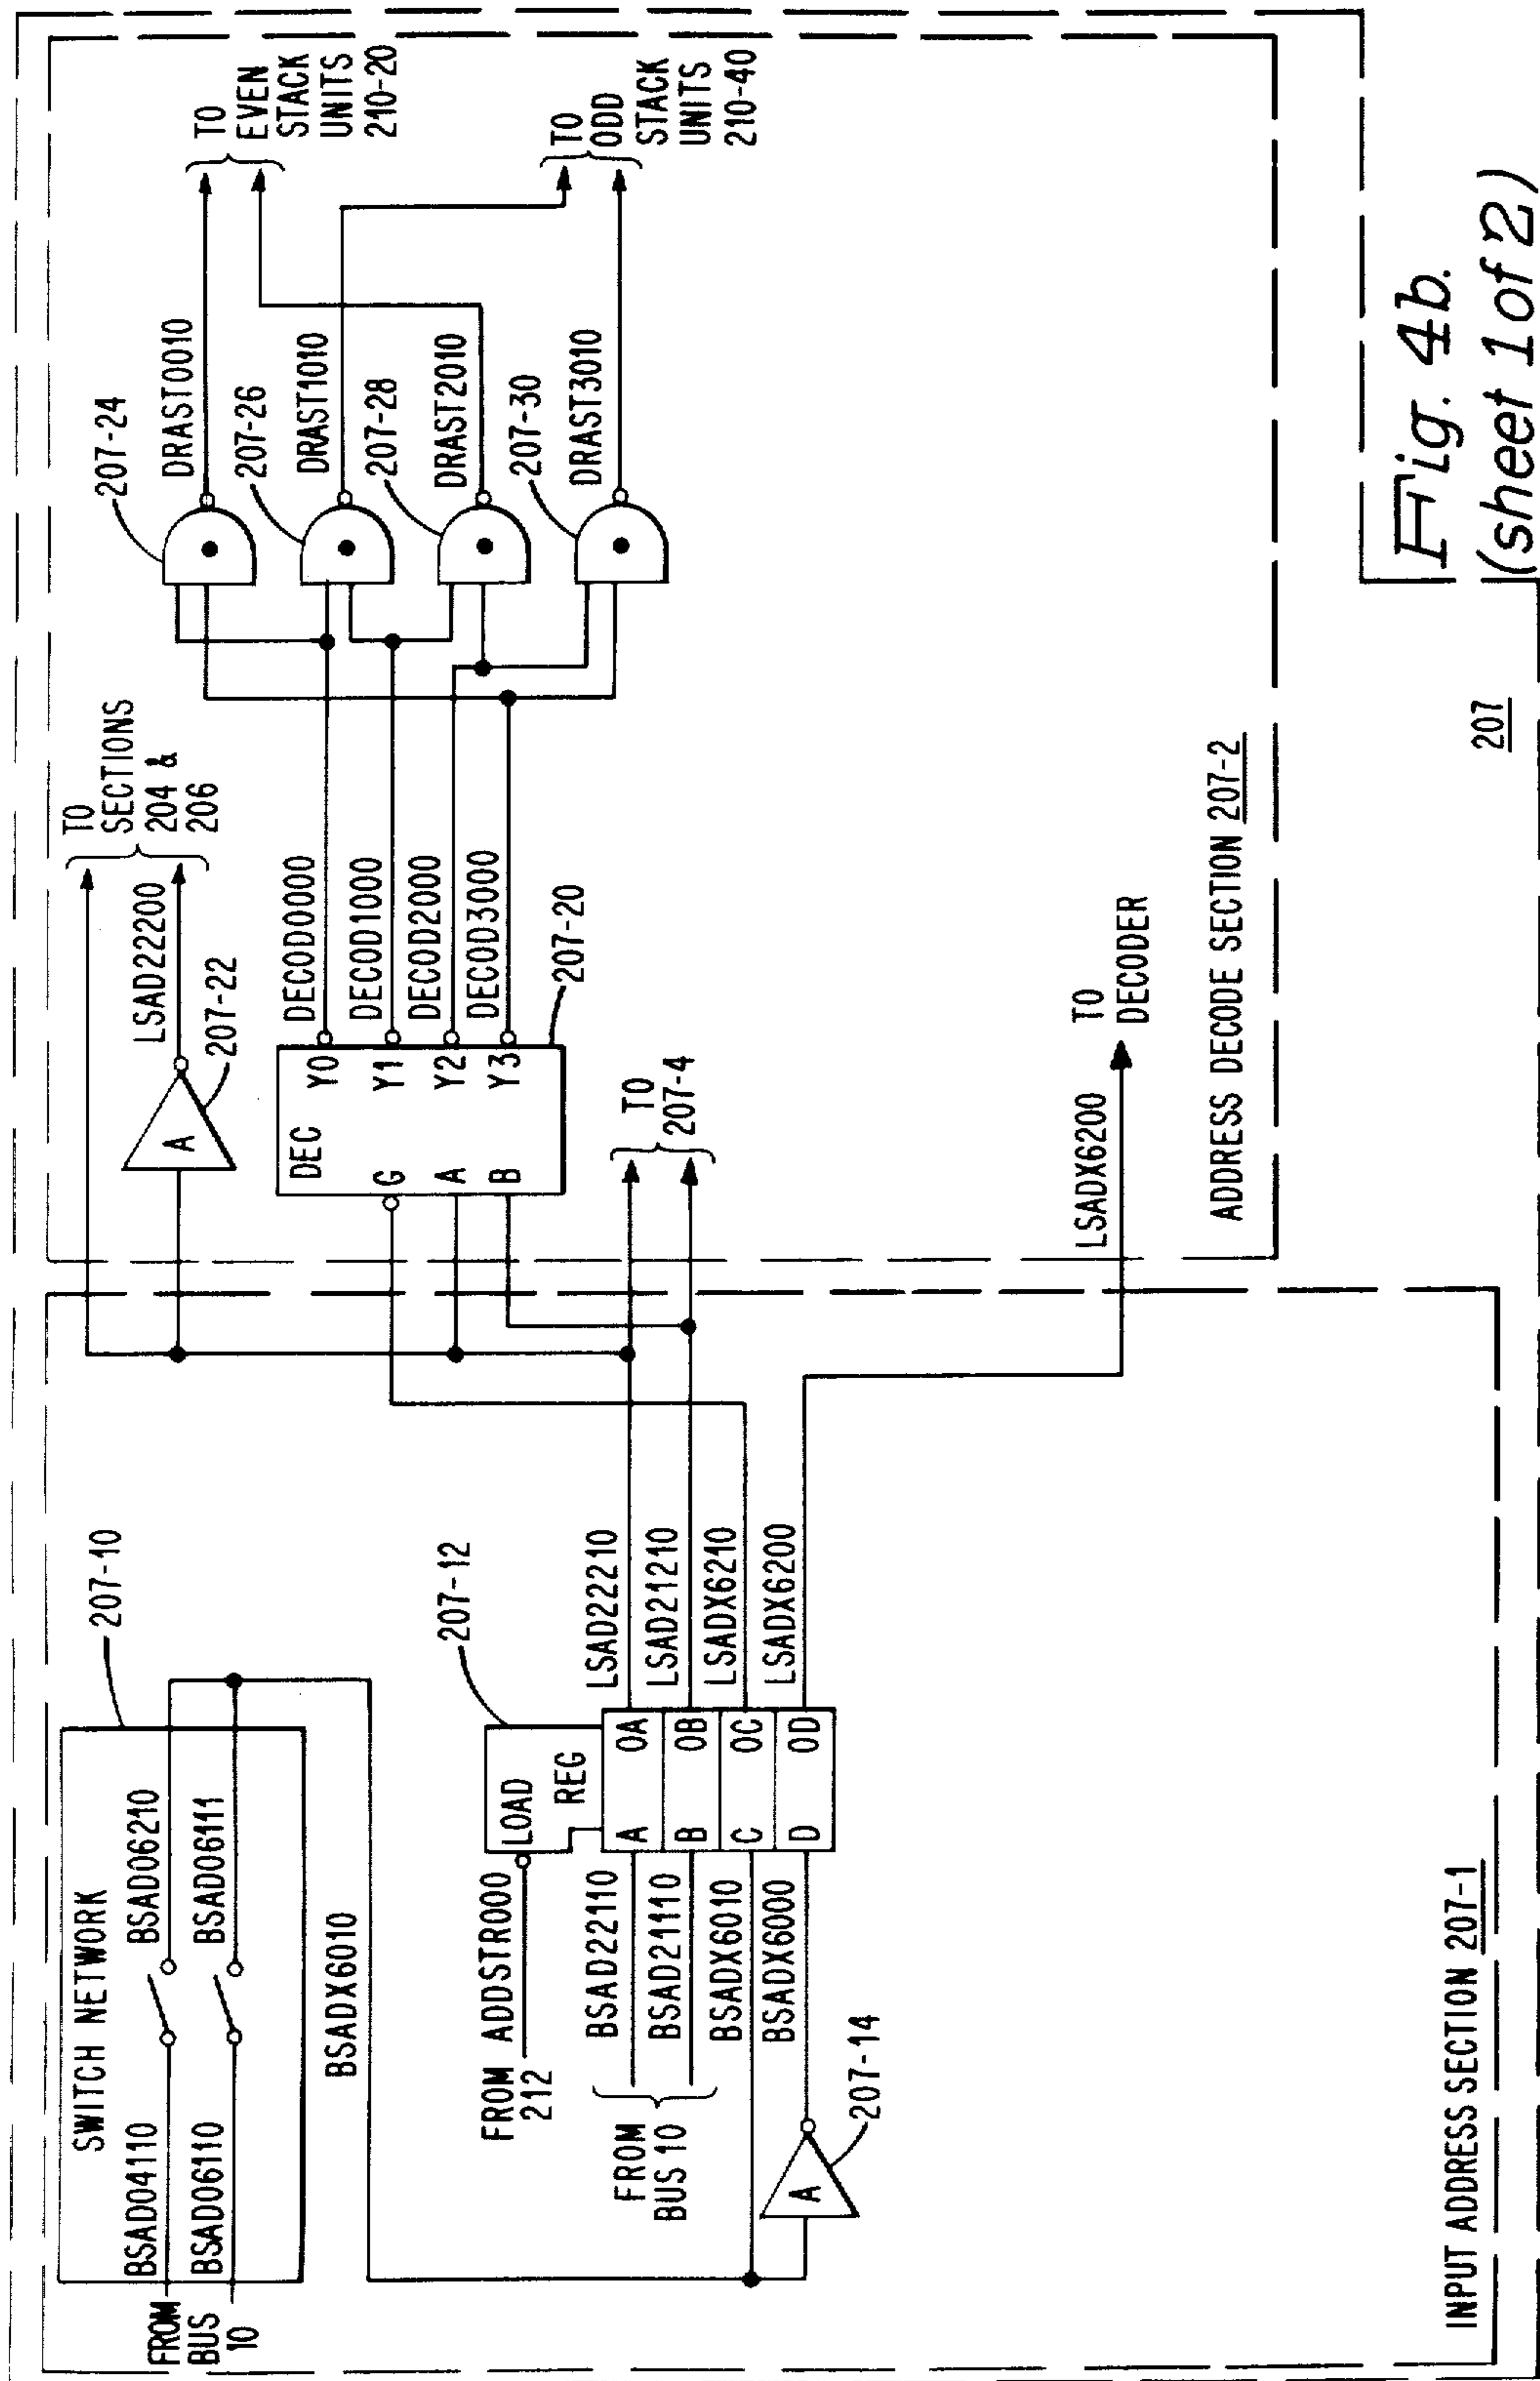 SWITCH NETWORK
207-10
BSAD04110
BSAD06210
BSAD06110
BSAD06111
FROM
BUS
10
BSADX6010
207-12
FROM ADDSTR000
212
LOAD
REG
FROM
BUS 10
BSAD22110
A
OA
LSAD22210
BSAD21110
B
OB
LSAD21210
BSADX6010
C
OC
LSADX6210
BSADX6000
D
OD
LSADX6200
A
207-14
INPUT ADDRESS SECTION 207-1
TO
SECTIONS
204 &
206
A
LSAD22200
207-22
DEC
G
A
B
Y0
Y1
Y2
Y3
DECOD0000
DECOD1000
DECOD2000
DECOD3000
207-20
TO
207-4
207-24
DRAST0010
207-26
DRAST1010
207-28
DRAST2010
207-30
DRAST3010
TO
EVEN
STACK
UNITS
210-20
TO
ODD
STACK
UNITS
210-40
LSADX6200
TO
DECODER
ADDRESS DECODE SECTION 207-2
207
Fig. 4b.
(sheet 1 of 2)